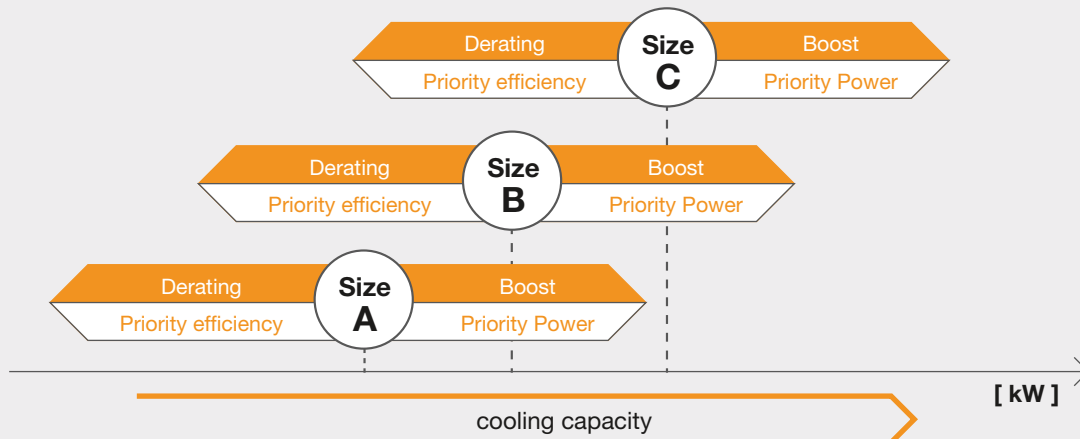 Derating Size C Boost
Priority efficiency Priority Power
Derating Size B Boost
Priority efficiency Priority Power
Derating Size A Boost
Priority efficiency Priority Power
[ kW ]
cooling capacity